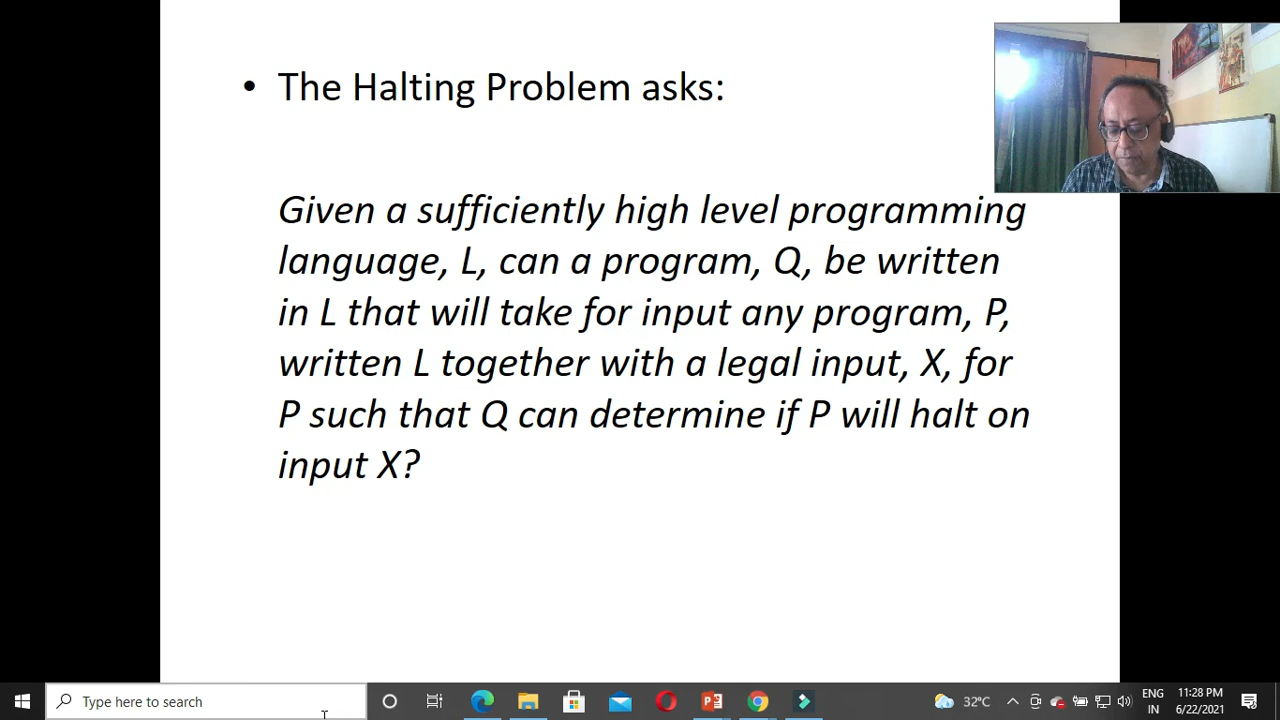 • The Halting Problem asks:
Given a sufficiently high level programming
language, L, can a program, Q, be written
in L that will take for input any program, P,
written L together with a legal input, X, for
P such that Q can determine if P will halt on
input X?
Type here to search
32°C
ENG
IN
11:28 PM
6/22/2021